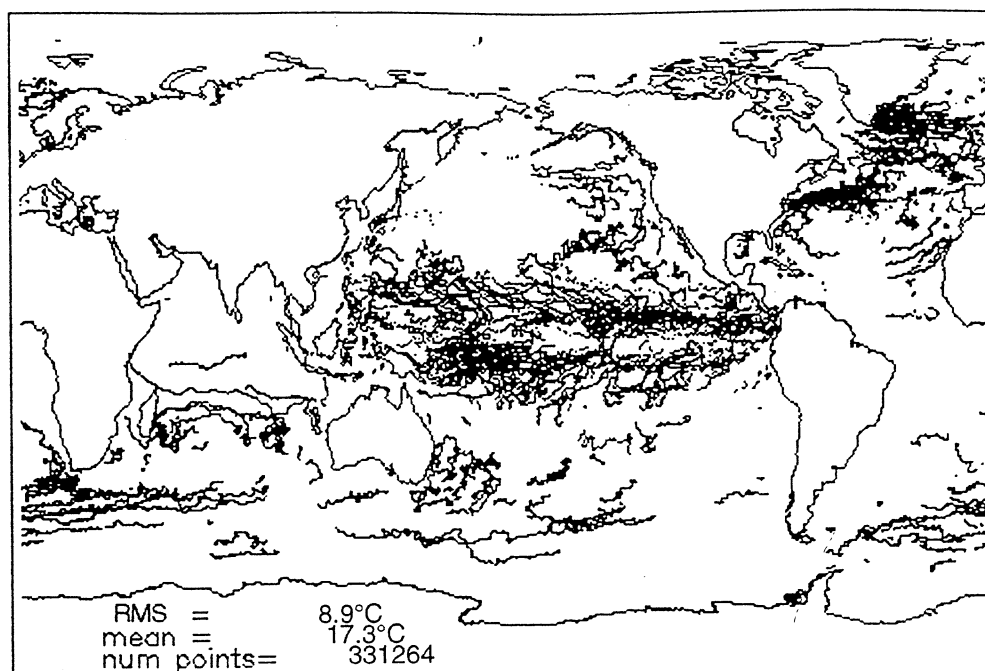 RMS = 8.9°C
mean = 17.3°C
num points= 331264